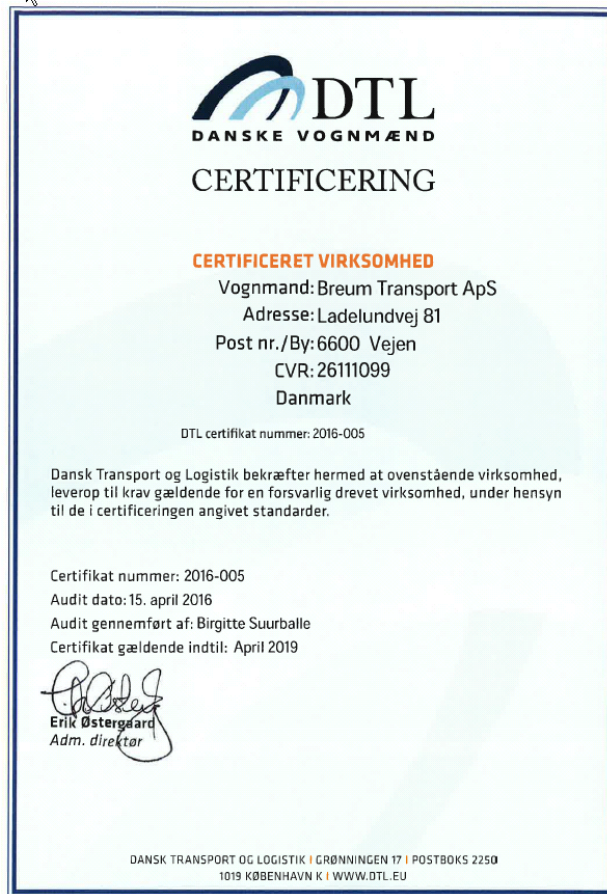 DTL
DANSKE VOGNMÆND
CERTIFICERING
CERTIFICERET VIRKSOMHED
Vognmand: Breum Transport ApS
Adresse: Ladelundvej 81
Post nr./By: 6600 Vejen
CVR: 26111099
Danmark
DTL certifikat nummer: 2016-005
Dansk Transport og Logistik bekræfter hermed at ovenstående virksomhed,
leverop til krav gældende for en forsvarlig drevet virksomhed, under hensyn
til de i certificeringen angivet standarder.
Certifikat nummer: 2016-005
Audit dato: 15. april 2016
Audit gennemført af: Birgitte Suurballe
Certifikat gældende indtil: April 2019
Erik Østergaard
Adm. direktør
DANSK TRANSPORT OG LOGISTIK I GRØNNINGEN 17 I POSTBOKS 2250
1019 KØBENHAVN K I WWW.DTL.EU